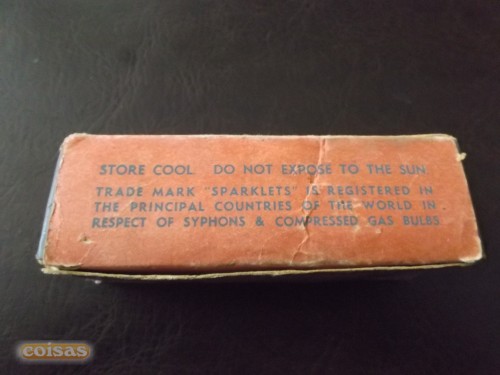 STORE COOL. DO NOT EXPOSE TO THE SUN.
TRADE MARK "SPARKLETS" IS REGISTERED IN
THE PRINCIPAL COUNTRIES OF THE WORLD IN
RESPECT OF SYPHONS & COMPRESSED GAS BULBS
coisas